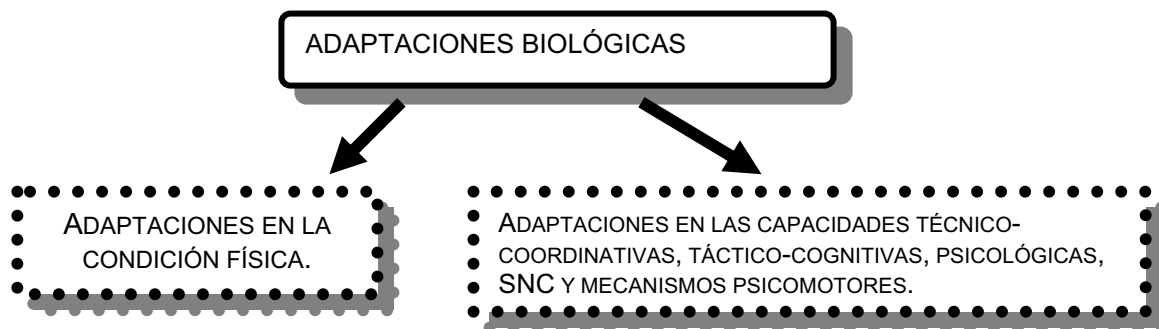 ADAPTACIONES BIOLÓGICAS
ADAPTACIONES EN LA
CONDICIÓN FÍSICA.
ADAPTACIONES EN LAS CAPACIDADES TÉCNICO-
COORDINATIVAS, TÁCTICO-COGNITIVAS, PSICOLÓGICAS,
SNC Y MECANISMOS PSICOMOTORES.